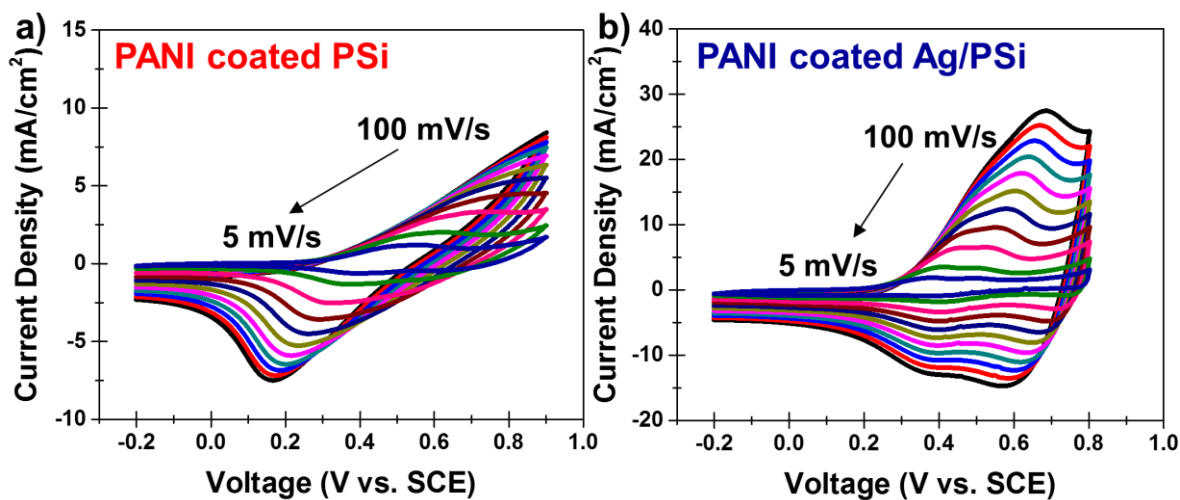 a)
PANI coated PSi
100 mV/s
5 mV/s
15
10
5
0
-5
-10
-0.2
0.0
0.2
0.4
0.6
0.8
1.0
Current Density (mA/cm²)
Voltage (V vs. SCE)
b)
PANI coated Ag/PSi
100 mV/s
5 mV/s
40
30
20
10
0
-10
-20
-0.2
0.0
0.2
0.4
0.6
0.8
1.0
Current Density (mA/cm²)
Voltage (V vs. SCE)